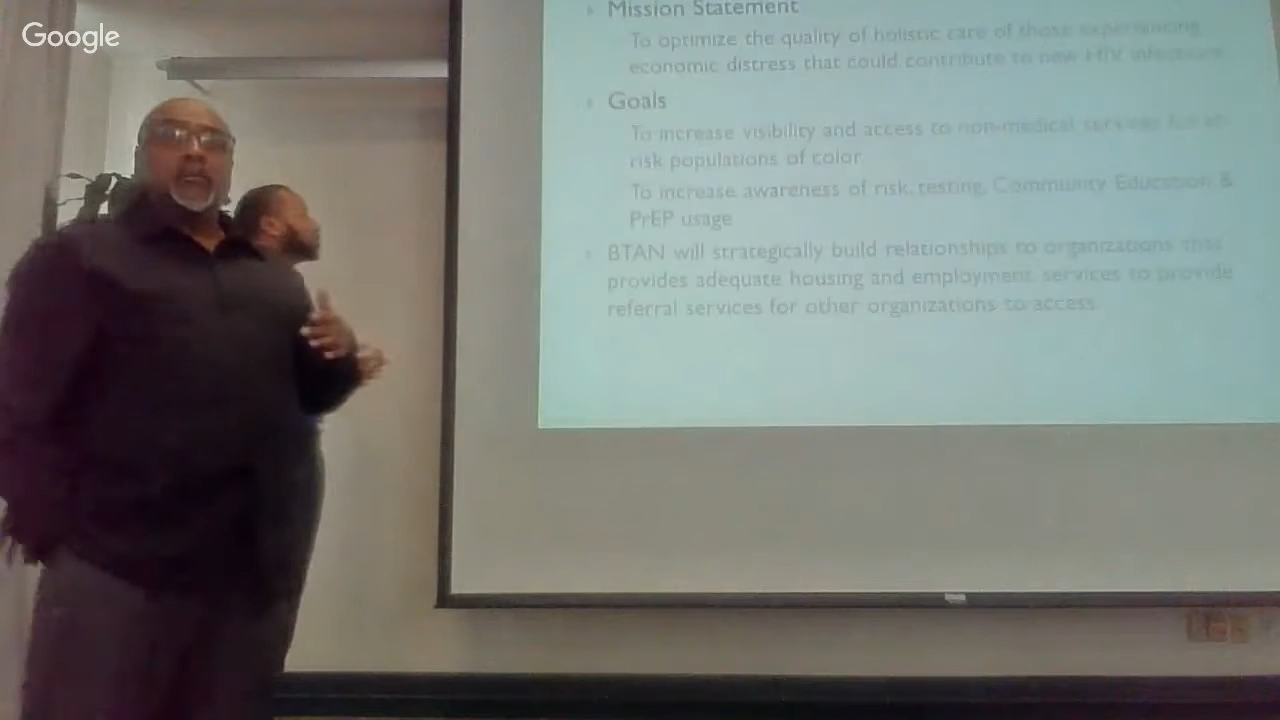 Google
Mission Statement
To optimize the quality of holistic care of those experiencing
economic distress that could contribute to new HIV infections
Goals
To increase visibility and access to non-medical services for at-
risk populations of color
To increase awareness of risk, testing, Community Education &
PrEP usage
BTAN will strategically build relationships to organizations that
provides adequate housing and employment services to provide
referral services for other organizations to access.